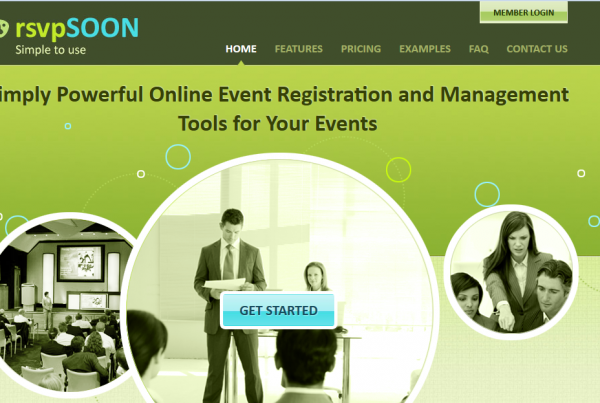 MEMBER LOGIN
rsvpSOON
Simple to use
HOME FEATURES PRICING EXAMPLES FAQ CONTACT US
imply Powerful Online Event Registration and Management
Tools for Your Events
GET STARTED